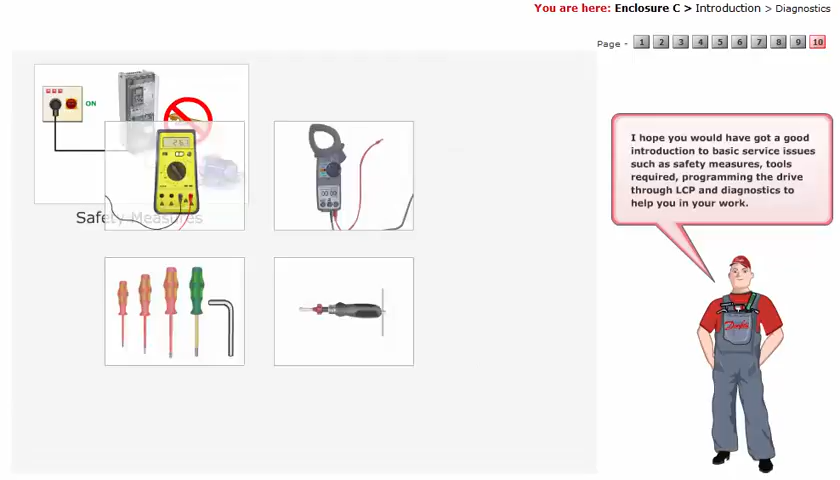 You are here: Enclosure C > Introduction > Diagnostics
Page - 1 2 3 4 5 6 7 8 9 10
ON
I hope you would have got a good
introduction to basic service issues
such as safety measures, tools
required, programming the drive
through LCP and diagnostics to
help you in your work.
Safety Measures
Danfoss